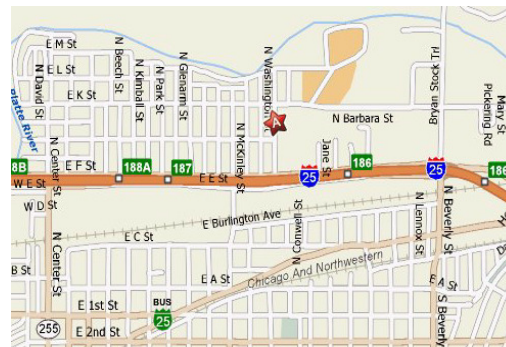 E M St
E L St
E K St
N David St
Platte River
N Beech St
N Kimball St
N Park St
N Glenarm St
N Washington
A
N Barbara St
Bryan Stock Trl
Mary St
Pickering Rd
N Center St
N McKinley St
Jane St
E F St
8B
188A
187
E E St
25
186
25
186
W E St
W D St
E Burlington Ave
N Conwell St
N Lennox St
N Beverly St
E C St
B St
N Center St
E A St
Chicago And Northwestern
E A St
E 1st St
BUS
25
255
E 2nd St
S Beverly